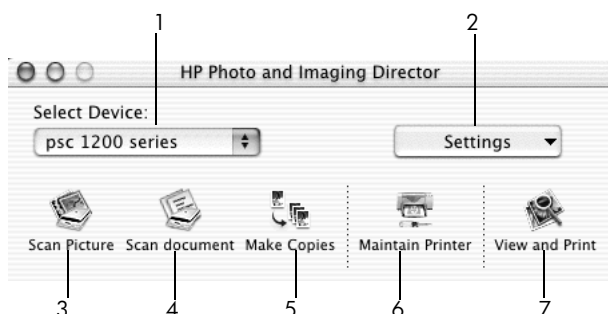 1 2
HP Photo and Imaging Director
Select Device:
psc 1200 series Settings
Scan Picture Scan document Make Copies Maintain Printer View and Print
3 4 5 6 7